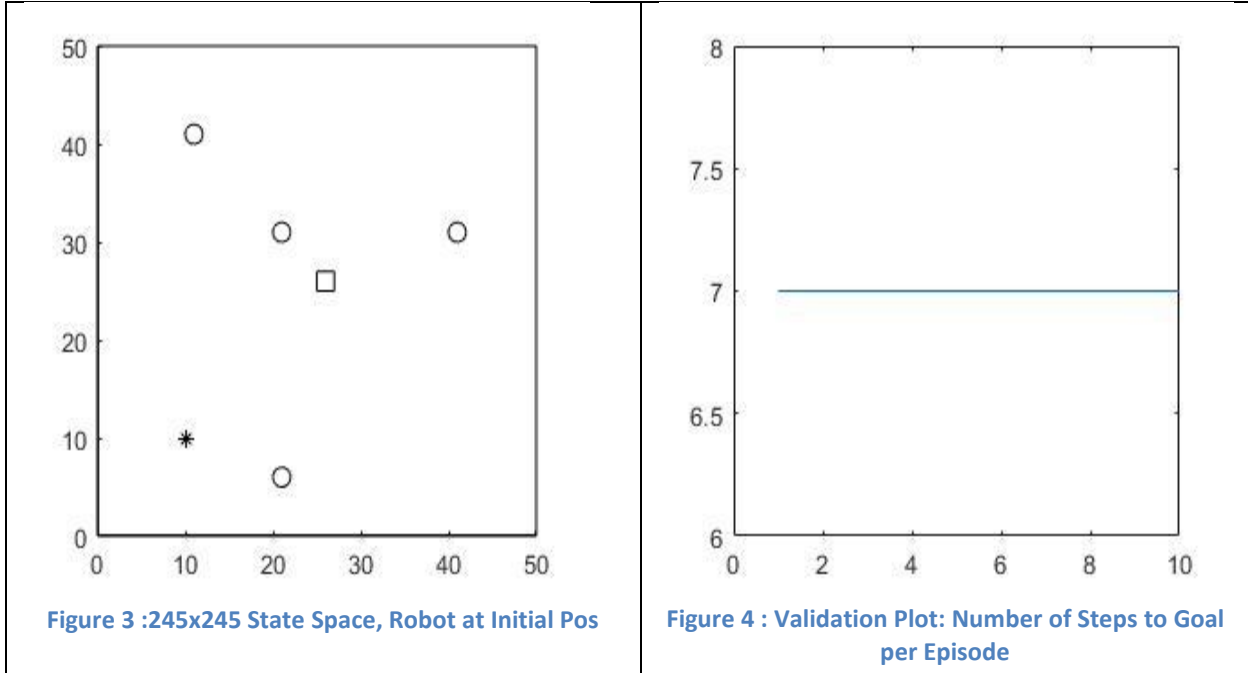 50
40
30
20
10
0
0 10 20 30 40 50
Figure 3 :245x245 State Space, Robot at Initial Pos
8
7.5
7
6.5
6
0 2 4 6 8 10
Figure 4 : Validation Plot: Number of Steps to Goal
per Episode